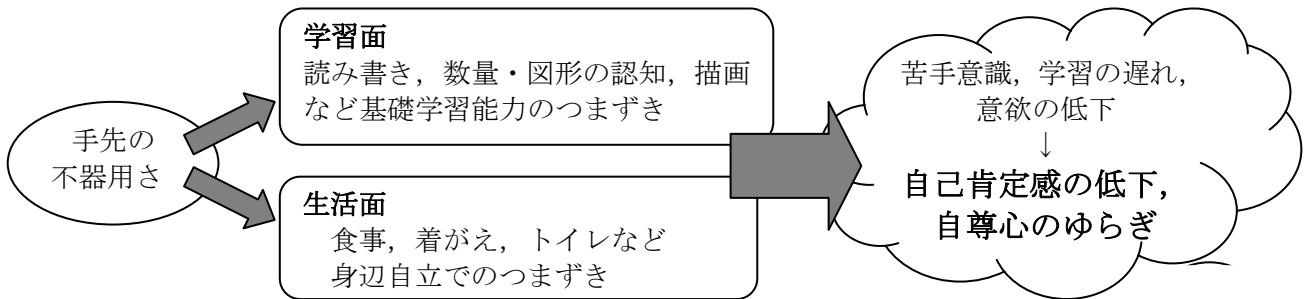 手先の
不器用さ
学習面
読み書き，数量・図形の認知，描画
など基礎学習能力のつまずき
生活面
食事，着がえ，トイレなど
身辺自立でのつまずき
苦手意識，学習の遅れ，
意欲の低下
↓
自己肯定感の低下，
自尊心のゆらぎ